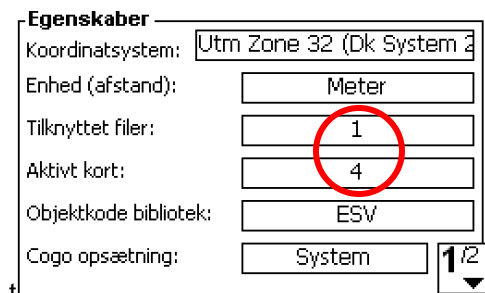 Egenskaber
Koordinatsystem: Utm Zone 32 (Dk System 2
Enhed (afstand): Meter
Tilknyttet filer: 1
Aktivt kort: 4
Objektkode bibliotek: ESV
Cogo opsætning: System
1/2
t